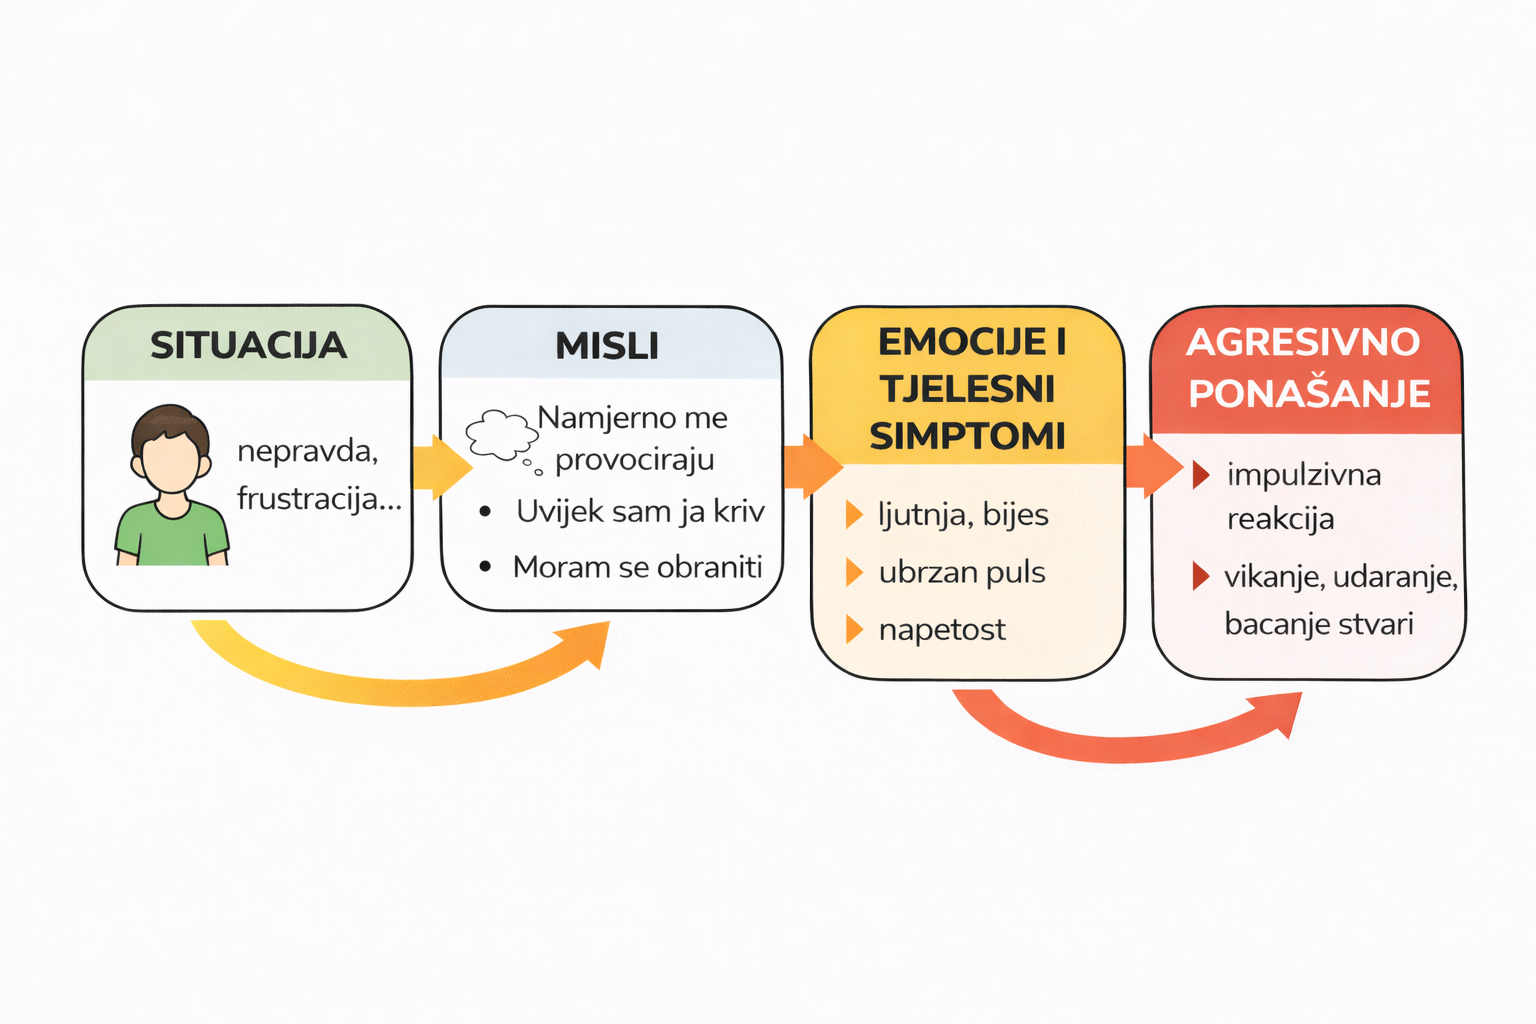 SITUACIJA
nepravda,
frustracija...
MISLI
Namjerno me
provociraju
• Uvijek sam ja kriv
• Moram se obraniti
EMOCIJE I
TJELESNI
SIMPTOMI
ljutnja, bijes
ubrzan puls
napetost
AGRESIVNO
PONAŠANJE
impulzivna
reakcija
vikanje, udaranje,
bacanje stvari